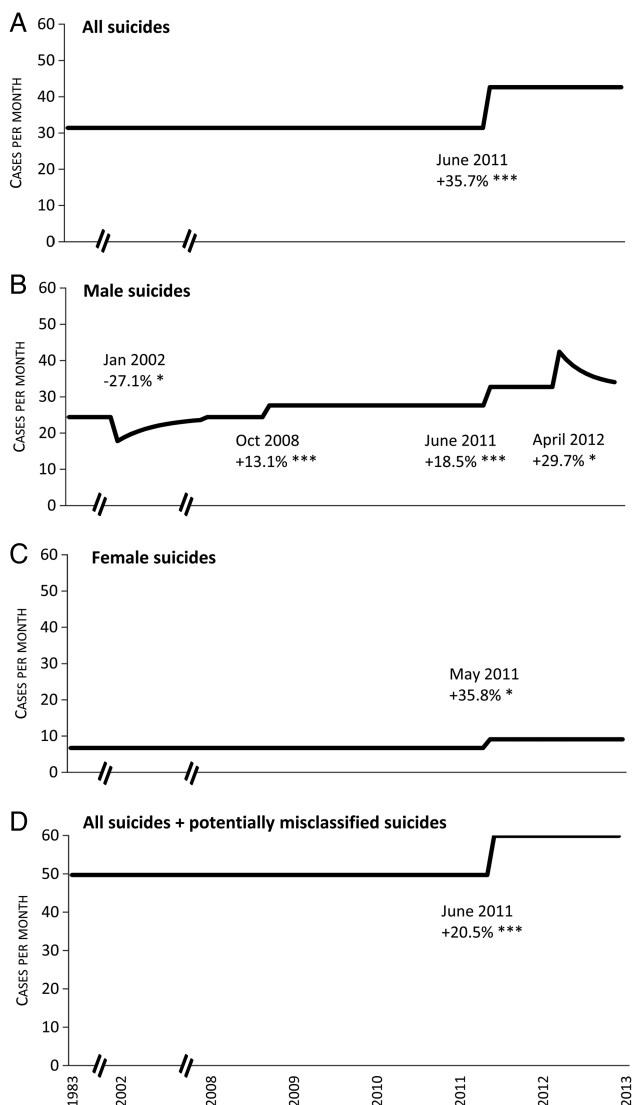 A
All suicides
60
50
40
30
20
10
0
CASES PER MONTH
June 2011
+35.7% ***
B
Male suicides
60
50
40
30
20
10
0
CASES PER MONTH
Jan 2002
-27.1% *
Oct 2008
+13.1% ***
June 2011
+18.5% ***
April 2012
+29.7% *
C
Female suicides
60
50
40
30
20
10
0
CASES PER MONTH
May 2011
+35.8% *
D
All suicides + potentially misclassified suicides
60
50
40
30
20
10
0
CASES PER MONTH
June 2011
+20.5% ***
1983
2002
2008
2009
2010
2011
2012
2013